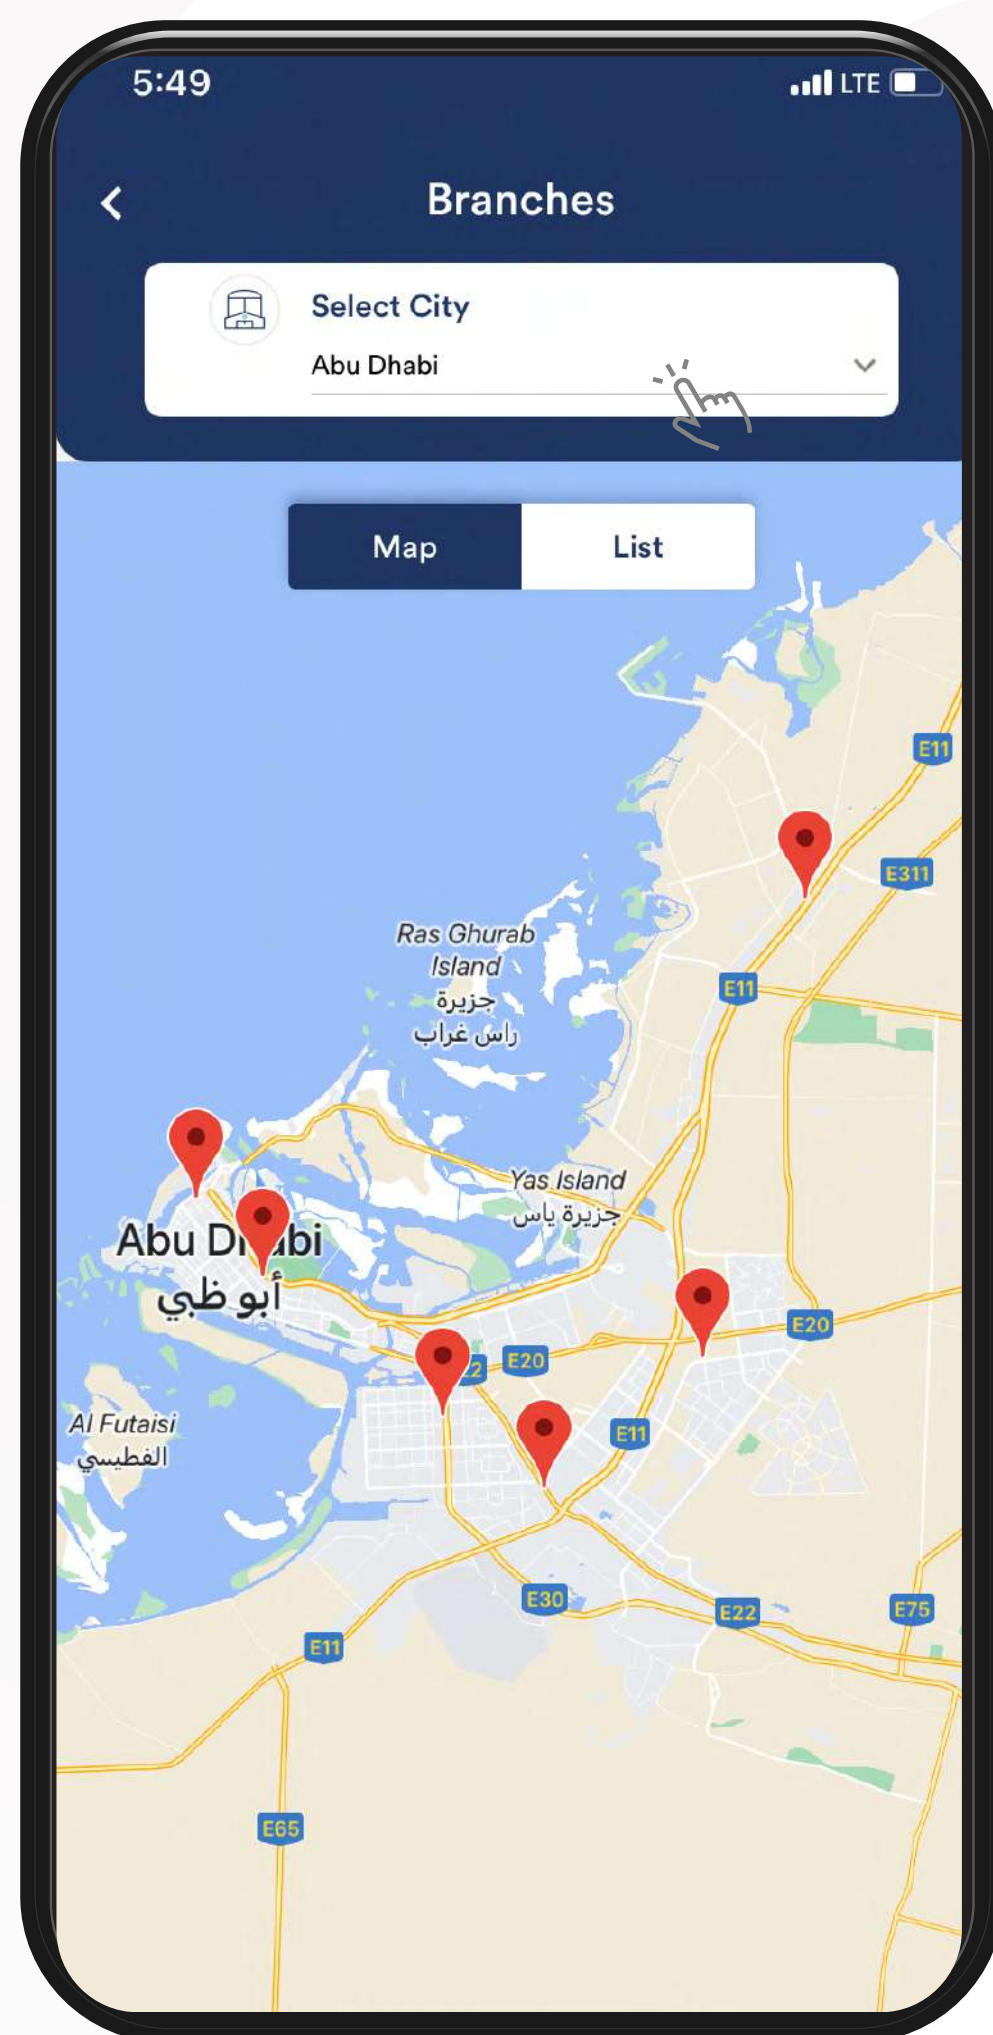 5:49
LTE
Branches
Select City
Abu Dhabi
Map
List
E11
E311
Ras Ghurab
Island
جزيرة
راس غراب
E11
Yas Island
جزيرة ياس
Abu Dhabi
أبو ظبي
E20
E20
E11
Al Futaisi
الفطيسي
E30
E22
E75
E11
E65